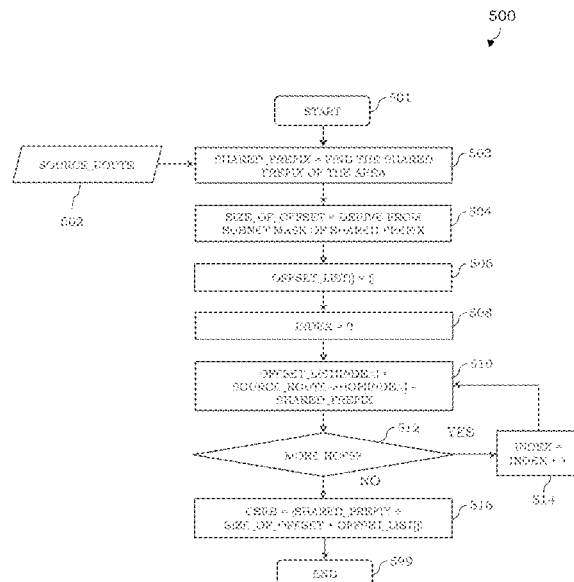 500
START
501
SOURCE_ROUTE
502
SHARED_PREFIX = FIND THE SHARED
PREFIX OF THE AREA
503
SIZE_OF_OFFSET = DERIVE FROM
SUBNET MASK OF SHARED PREFIX
504
OFFSET_LIST[] = []
506
INDEX = 0
508
OFFSET_LIST[INDEX] =
SOURCE_ROUTE->HOP[INDEX] -
SHARED_PREFIX
510
MORE HOPS?
512
YES
INDEX =
INDEX + 1
514
NO
CSRB = {SHARED_PREFIX +
SIZE_OF_OFFSET + OFFSET_LIST[]}
516
END
599